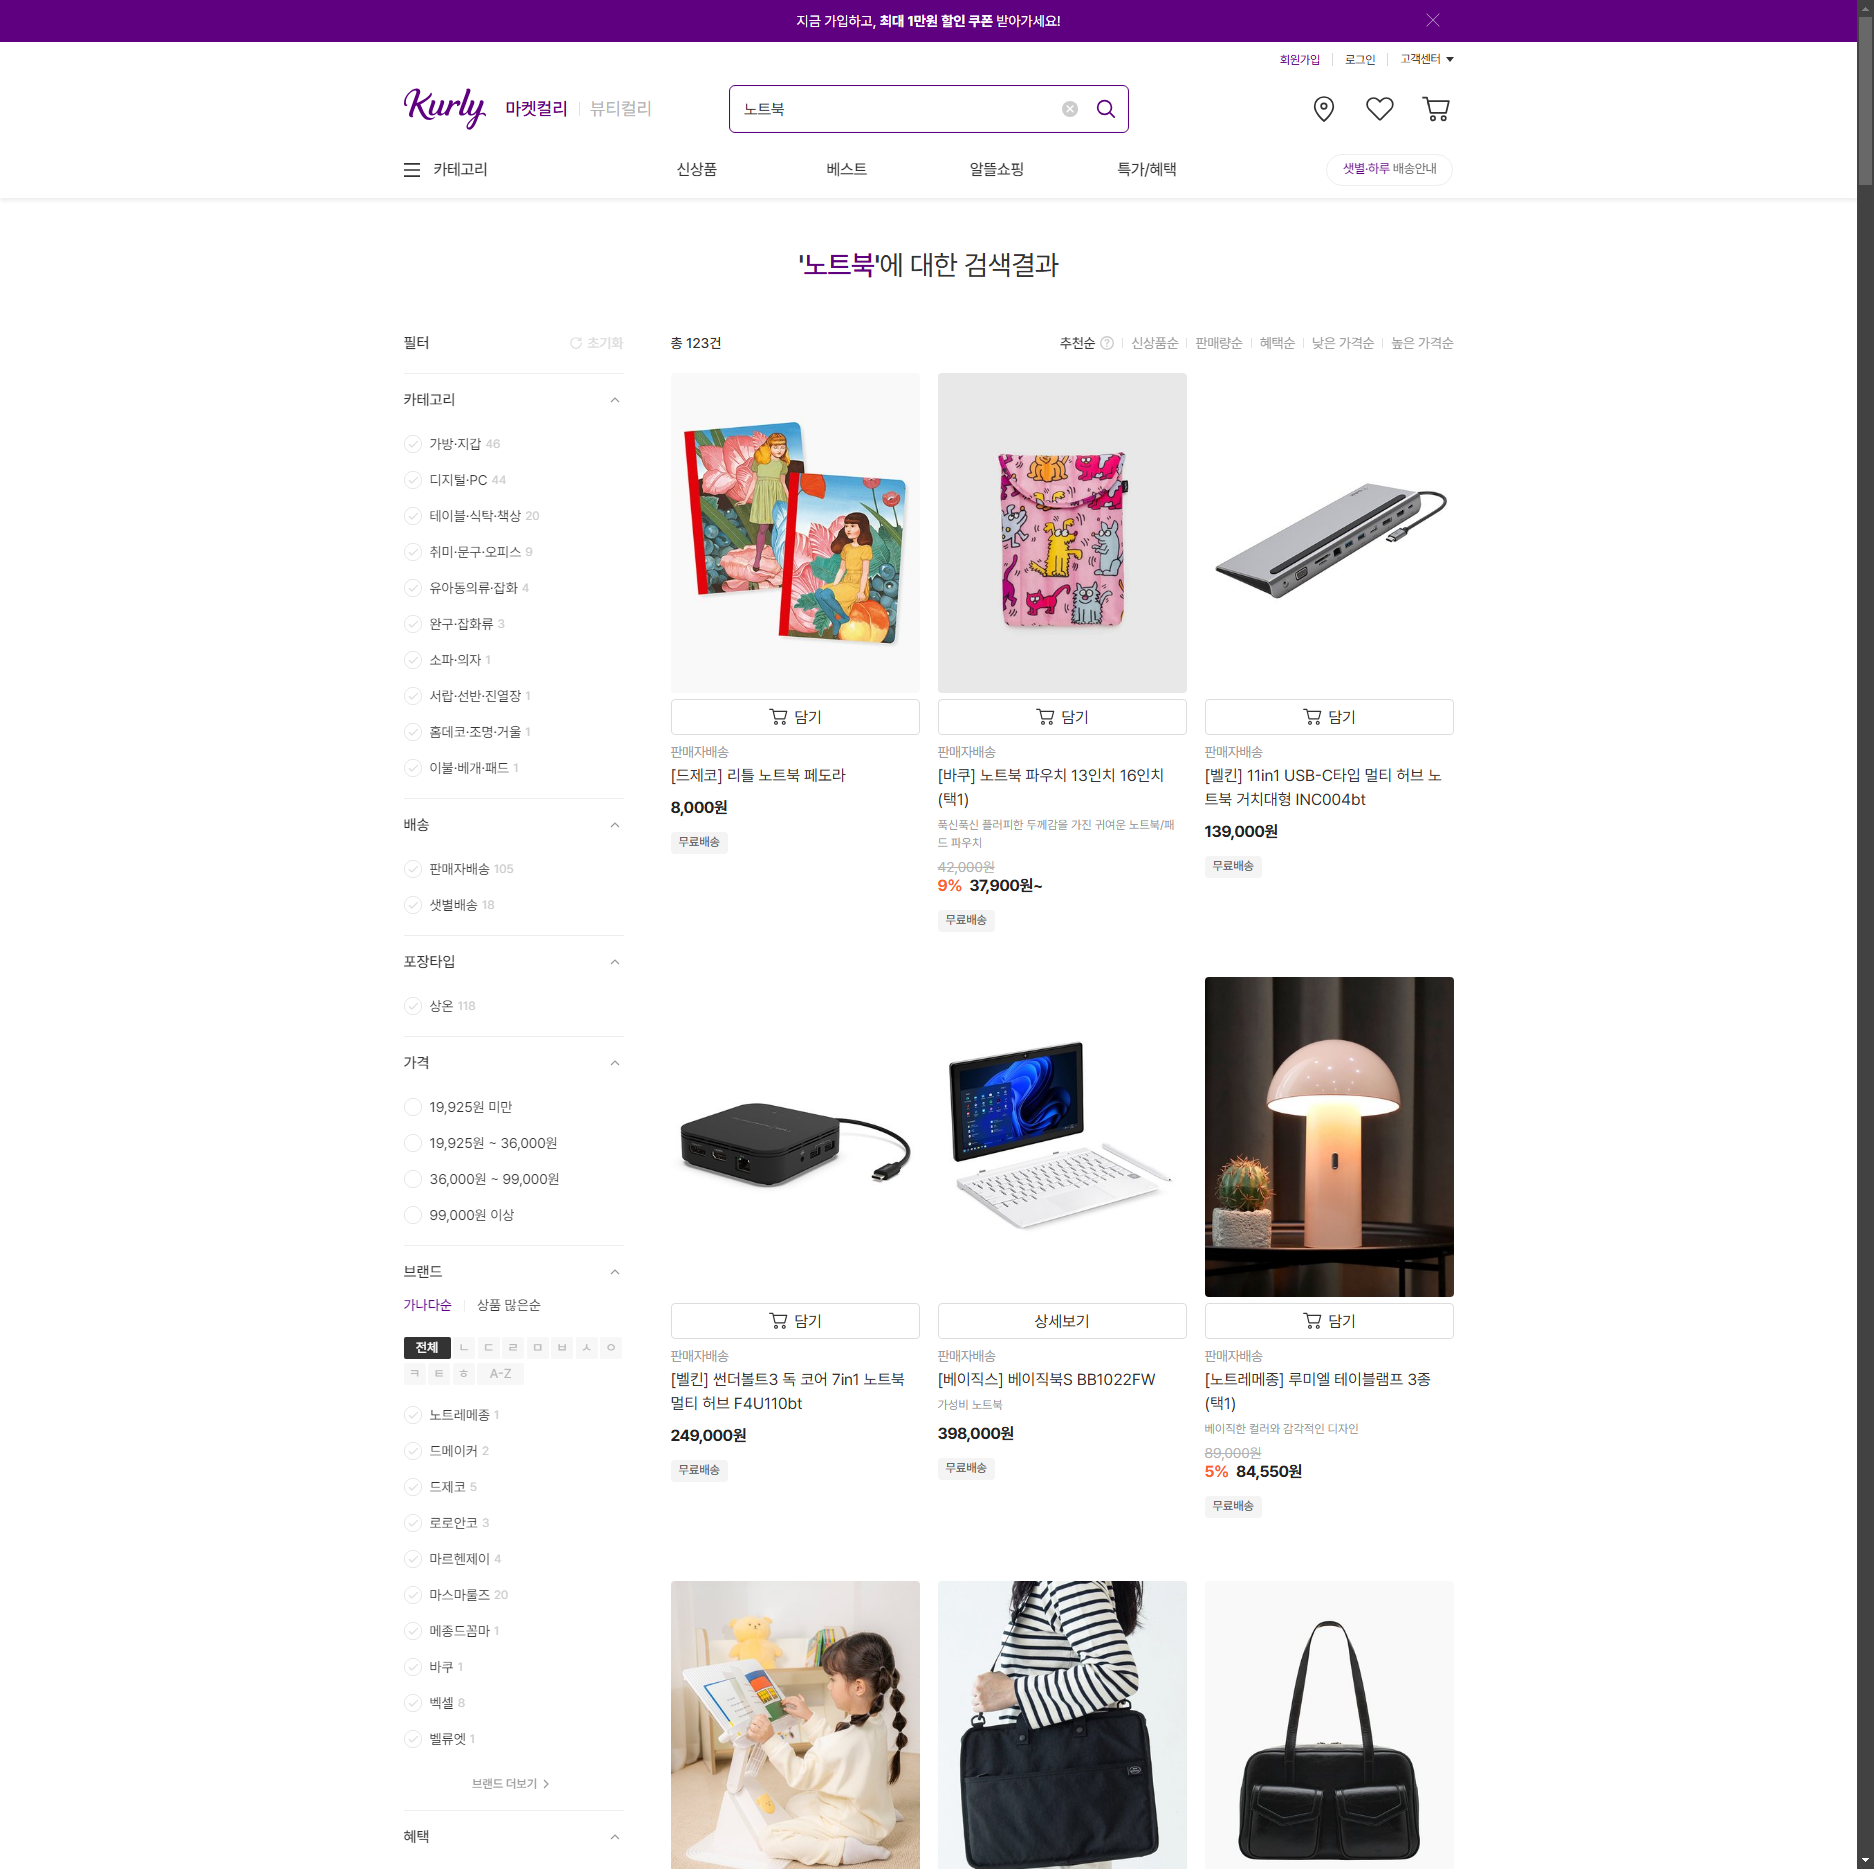 지금 가입하고, 최대 1만원 할인 쿠폰 받아가세요!
회원가입 로그인 고객센터
Kurly 마켓컬리 뷰티컬리 노트북
카테고리 신상품 베스트 알뜰쇼핑 특가/혜택 샛별·하루 배송안내
'노트북'에 대한 검색결과
필터 초기화
총 123건 추천순 신상품순 판매량순 혜택순 낮은 가격순 높은 가격순
카테고리
가방·지갑 46
디지털·PC 44
테이블·식탁·책상 20
취미·문구·오피스 9
유아동의류·잡화 4
완구·잡화류 3
소파·의자 1
서랍·선반·진열장 1
홈데코·조명·거울 1
이불·베개·패드 1
배송
판매자배송 105
샛별배송 18
포장타입
상온 118
가격
19,925원 미만
19,925원 ~ 36,000원
36,000원 ~ 99,000원
99,000원 이상
브랜드
가나다순 상품 많은순
전체 ㄴ ㄷ ㄹ ㅁ ㅂ ㅅ ㅇ
ㅋ ㅌ ㅎ A-Z
노트레메종 1
드메이커 2
드제코 5
로로안코 3
마르헨제이 4
마스마룰즈 20
메종드꼼마 1
바쿠 1
벡셀 8
벨류엣 1
브랜드 더보기
혜택
담기
판매자배송
[드제코] 리틀 노트북 페도라
8,000원
무료배송
담기
판매자배송
[바쿠] 노트북 파우치 13인치 16인치
(택1)
푹신푹신 플러피한 두께감을 가진 귀여운 노트북/패
드 파우치
42,000원
9% 37,900원~
무료배송
담기
판매자배송
[벨킨] 11in1 USB-C타입 멀티 허브 노
트북 거치대형 INC004bt
139,000원
무료배송
담기
판매자배송
[벨킨] 썬더볼트3 독 코어 7in1 노트북
멀티 허브 F4U110bt
249,000원
무료배송
상세보기
판매자배송
[베이직스] 베이직북S BB1022FW
가성비 노트북
398,000원
무료배송
담기
판매자배송
[노트레메종] 루미엘 테이블램프 3종
(택1)
베이직한 컬러와 감각적인 디자인
89,000원
5% 84,550원
무료배송